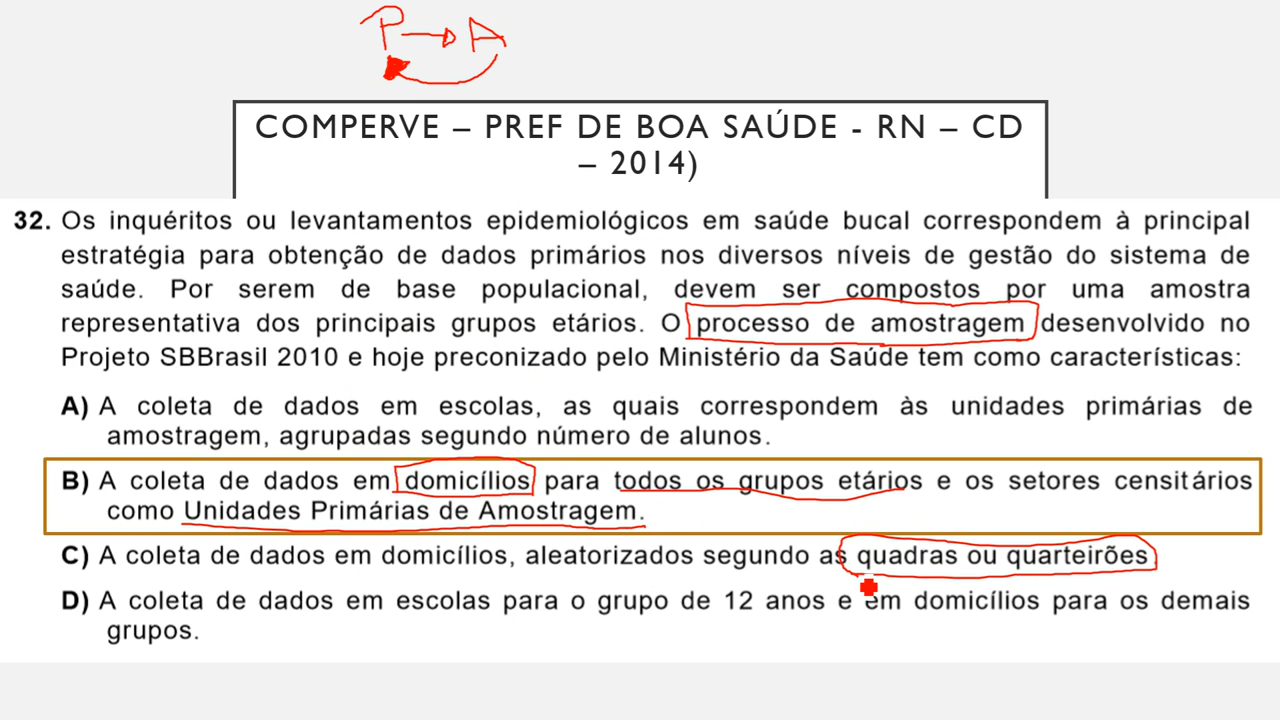 P → A
COMPERVE – PREF DE BOA SAÚDE - RN – CD
– 2014)
32. Os inquéritos ou levantamentos epidemiológicos em saúde bucal correspondem à principal
estratégia para obtenção de dados primários nos diversos níveis de gestão do sistema de
saúde. Por serem de base populacional, devem ser compostos por uma amostra
representativa dos principais grupos etários. O processo de amostragem desenvolvido no
Projeto SBBrasil 2010 e hoje preconizado pelo Ministério da Saúde tem como características:
A) A coleta de dados em escolas, as quais correspondem às unidades primárias de
amostragem, agrupadas segundo número de alunos.
B) A coleta de dados em domicílios para todos os grupos etários e os setores censitários
como Unidades Primárias de Amostragem.
C) A coleta de dados em domicílios, aleatorizados segundo as quadras ou quarteirões
D) A coleta de dados em escolas para o grupo de 12 anos e em domicílios para os demais
grupos.